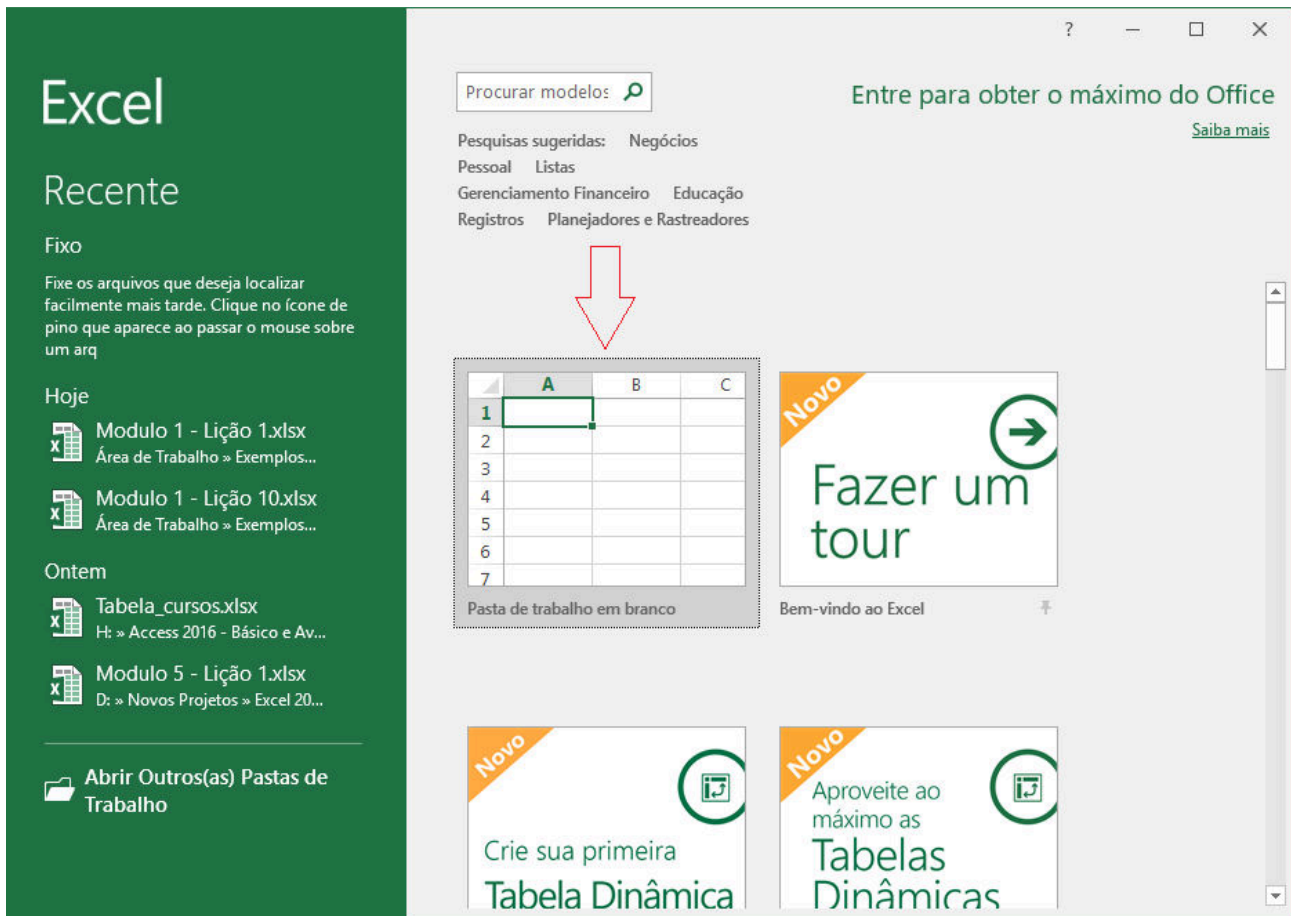 ?
Excel
Recente
Fixo
Fixe os arquivos que deseja localizar
facilmente mais tarde. Clique no ícone de
pino que aparece ao passar o mouse sobre
um arq
Hoje
Modulo 1 - Lição 1.xlsx
Área de Trabalho » Exemplos...
Modulo 1 - Lição 10.xlsx
Área de Trabalho » Exemplos...
Ontem
Tabela_cursos.xlsx
H: » Access 2016 - Básico e Av...
Modulo 5 - Lição 1.xlsx
D: » Novos Projetos » Excel 20...
Abrir Outros(as) Pastas de
Trabalho
Procurar modelos
Entre para obter o máximo do Office
Saiba mais
Pesquisas sugeridas: Negócios
Pessoal Listas
Gerenciamento Financeiro Educação
Registros Planejadores e Rastreadores
A B C
1
2
3
4
5
6
7
Pasta de trabalho em branco
Novo
Fazer um
tour
Bem-vindo ao Excel
Novo
Crie sua primeira
Tabela Dinâmica
Novo
Aproveite ao
máximo as
Tabelas
Dinâmicas